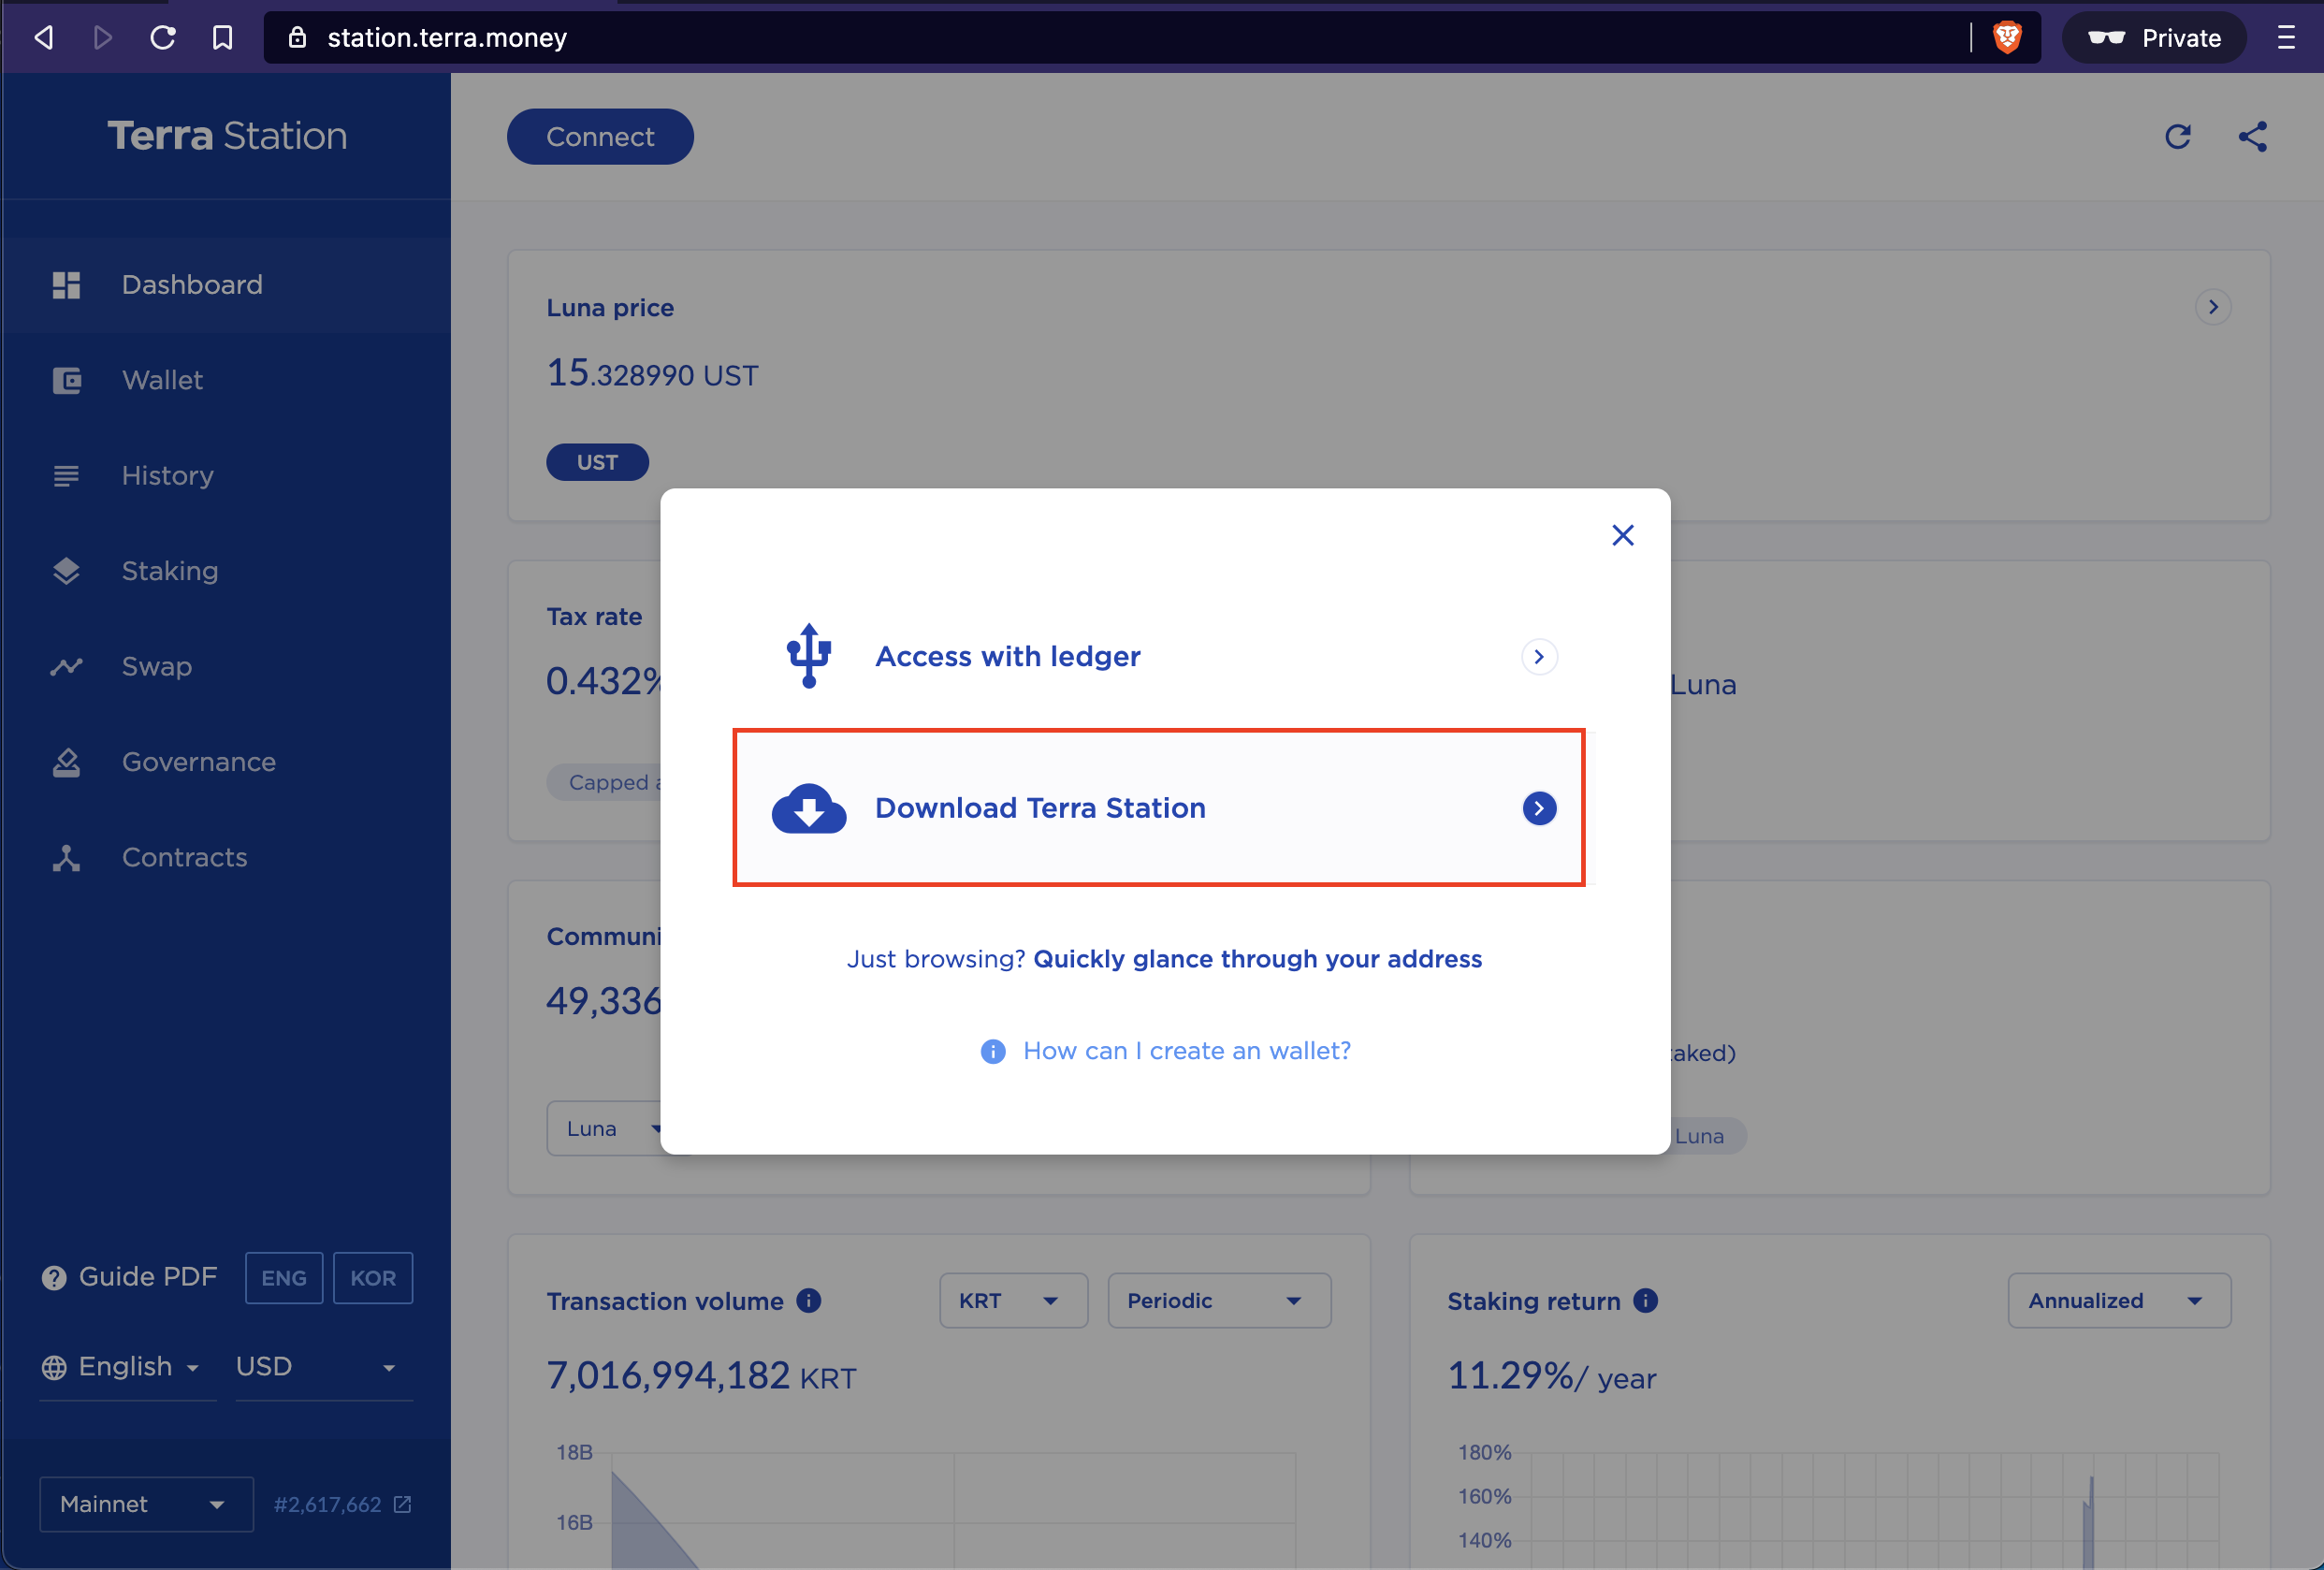 station.terra.money
Private
Terra Station
Connect
Dashboard
Wallet
History
Staking
Swap
Governance
Contracts
Guide PDF ENG KOR
English USD
Mainnet #2,617,662
Luna price
15.328990 UST
UST
Tax rate
0.432%
Capped
Luna
Access with ledger
Download Terra Station
Just browsing? Quickly glance through your address
How can I create an wallet?
49,336
Luna
Luna
Transaction volume KRT Periodic
7,016,994,182 KRT
18B
16B
Staking return Annualized
11.29%/ year
180%
160%
140%